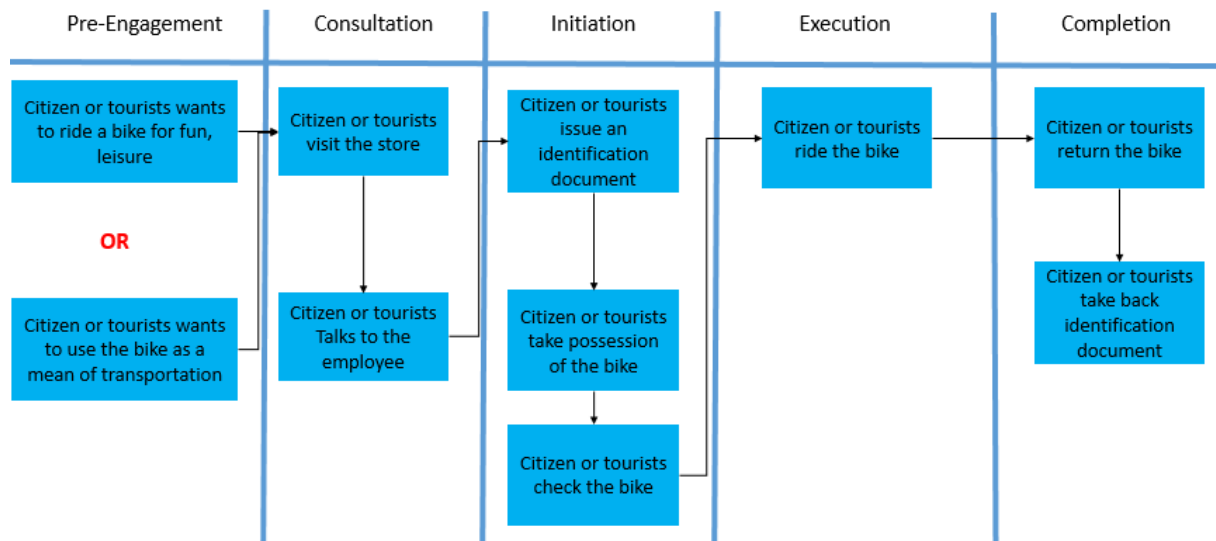 Pre-Engagement
Consultation
Initiation
Execution
Completion
Citizen or tourists wants
to ride a bike for fun,
leisure
OR
Citizen or tourists wants
to use the bike as a
mean of transportation
Citizen or tourists
visit the store
Citizen or tourists
Talks to the
employee
Citizen or tourists
issue an
identification
document
Citizen or tourists
take possession
of the bike
Citizen or tourists
check the bike
Citizen or tourists
ride the bike
Citizen or tourists
return the bike
Citizen or tourists
take back
identification
document